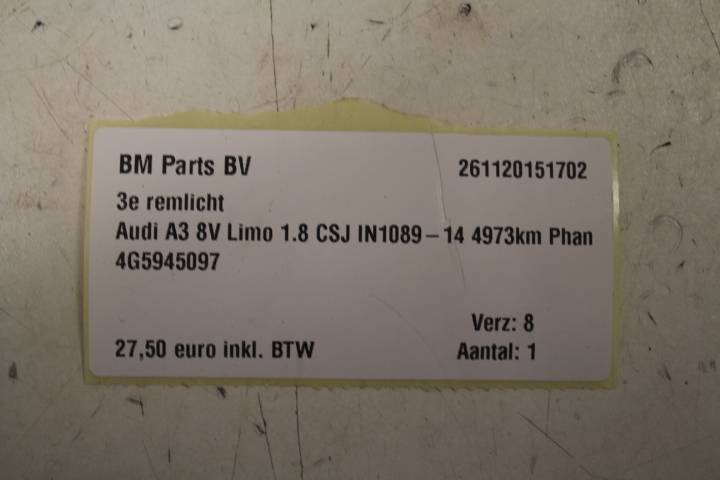 BM Parts BV 261120151702
3e remlicht
Audi A3 8V Limo 1.8 CSJ IN1089-14 4973km Phan
4G5945097
Verz: 8
27,50 euro inkl. BTW Aantal: 1